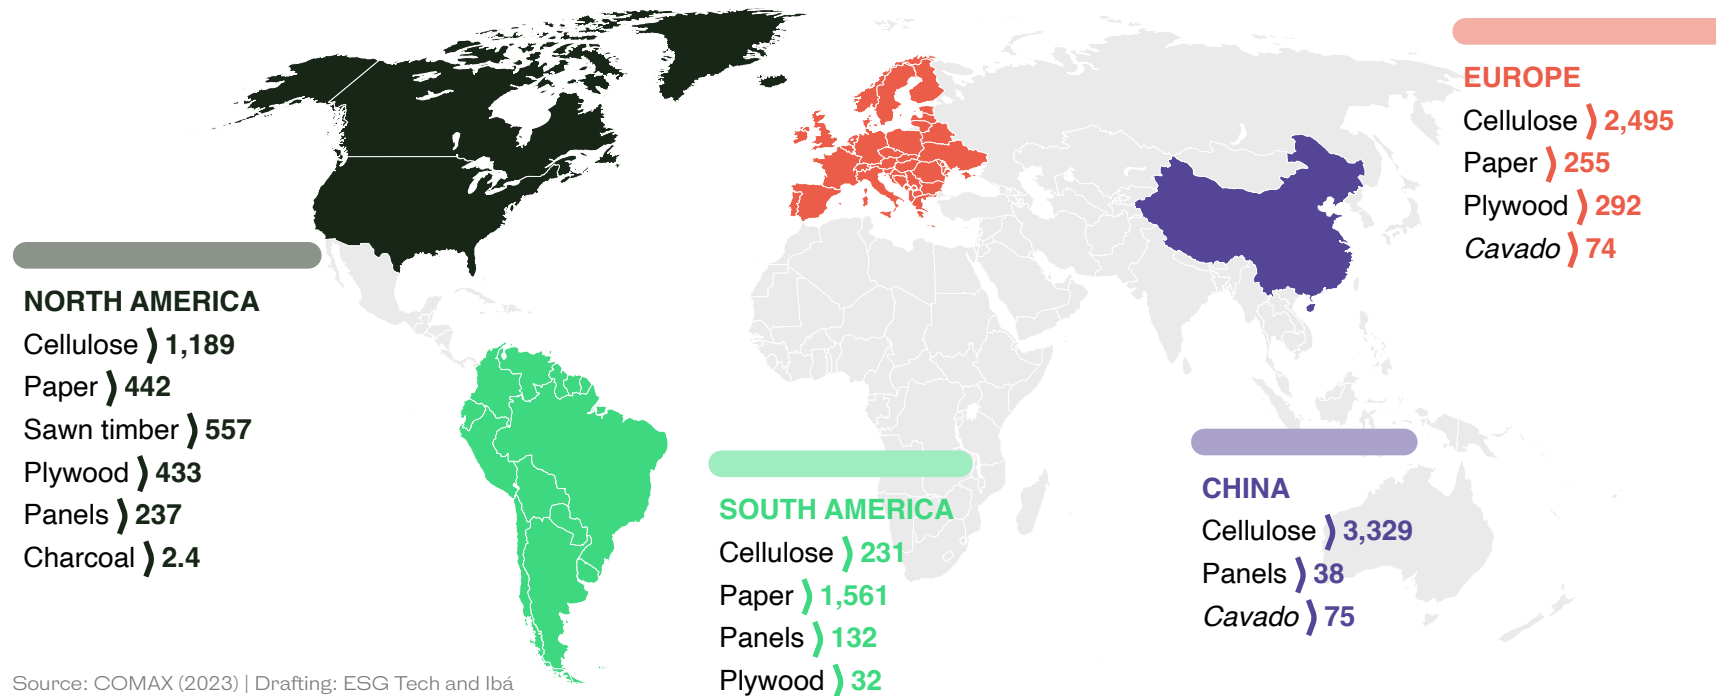 EUROPE
Cellulose ⟩ 2,495
Paper ⟩ 255
Plywood ⟩ 292
Cavado ⟩ 74
NORTH AMERICA
Cellulose ⟩ 1,189
Paper ⟩ 442
Sawn timber ⟩ 557
Plywood ⟩ 433
Panels ⟩ 237
Charcoal ⟩ 2.4
SOUTH AMERICA
Cellulose ⟩ 231
Paper ⟩ 1,561
Panels ⟩ 132
Plywood ⟩ 32
CHINA
Cellulose ⟩ 3,329
Panels ⟩ 38
Cavado ⟩ 75
Source: COMAX (2023) | Drafting: ESG Tech and Ibá